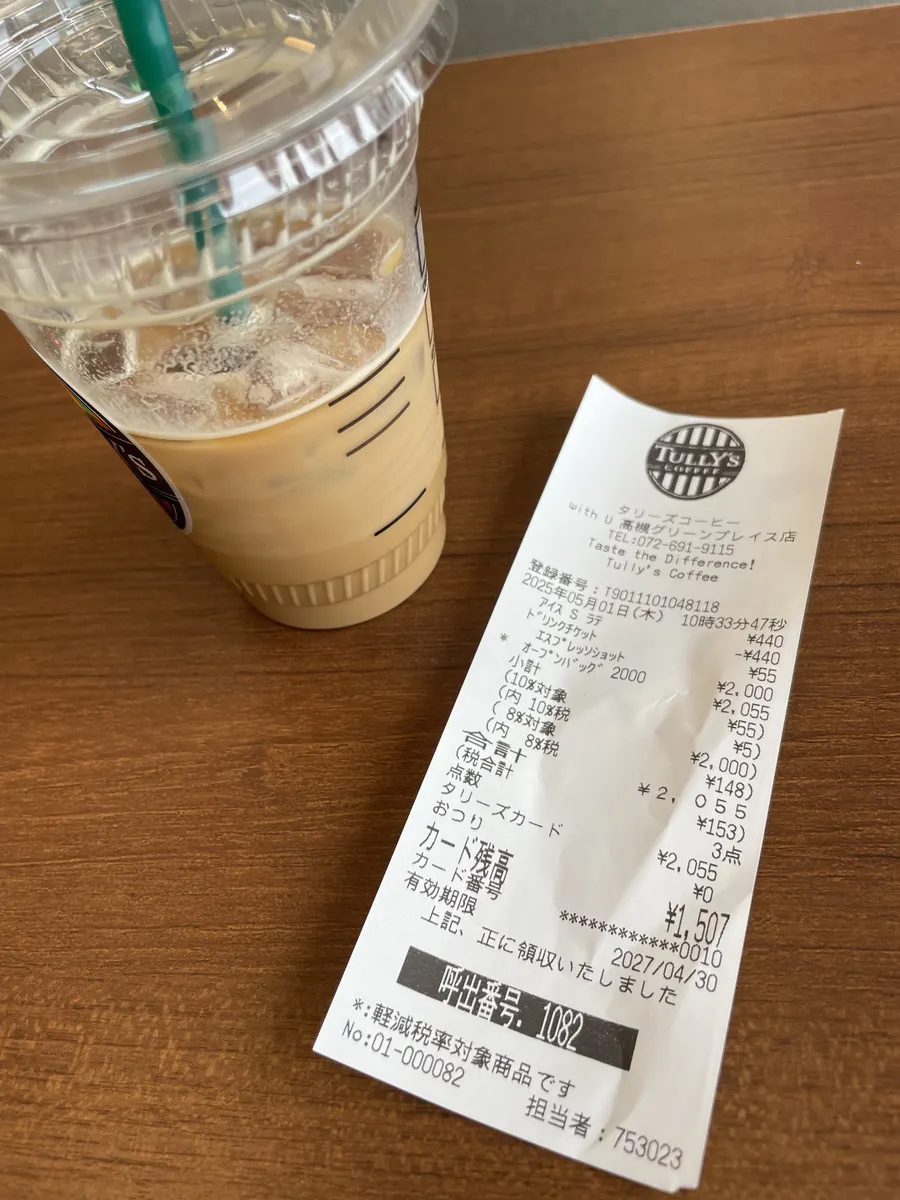 TULLY'S
COFFEE
タリーズコーヒー
with U 高槻グリーンプレイス店
TEL:072-691-9115
Taste the Difference!
Tully's Coffee
登録番号:T9011101048118
2025年05月01日(木) 10時33分47秒
アイス S ラテ ¥440
ドリンクチケット -¥440
エスプレッソショット ¥55
* オープンバッグ 2000 ¥2,000
小計 ¥2,055
(10%対象 ¥55)
(内 10%税 ¥5)
( 8%対象 ¥2,000)
(内 8%税 ¥148)
合計 ¥2,055
(税合計 ¥153)
点数 3点
タリーズカード ¥2,055
おつり ¥0
カード残高 ¥1,507
カード番号 ************0010
有効期限 2027/04/30
上記、正に領収いたしました
呼出番号. 1082
*:軽減税率対象商品です
No:01-000082
担当者:753023